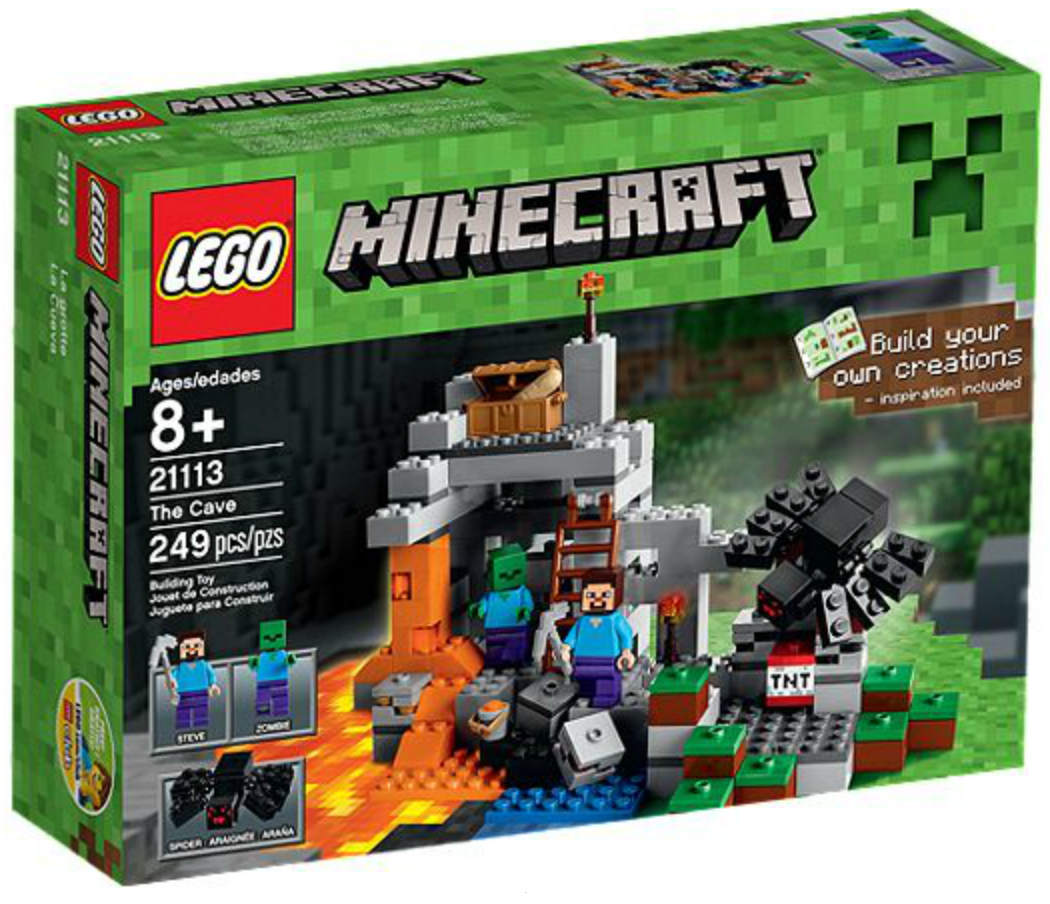 LEGO
21113
MINECRAFT
21113
LEGO
La grotte
La Cueva
MINECRAFT
LEGO
MINECRAFT
Build your
own creations
- inspiration included
Ages/edades
8+
21113
The Cave
249 pcs/pzs
Building Toy
Jouet de Construction
Juguete para Construir
STEVE
ZOMBIE
SPIDER / ARAIGNÉE / ARAÑA
TNT